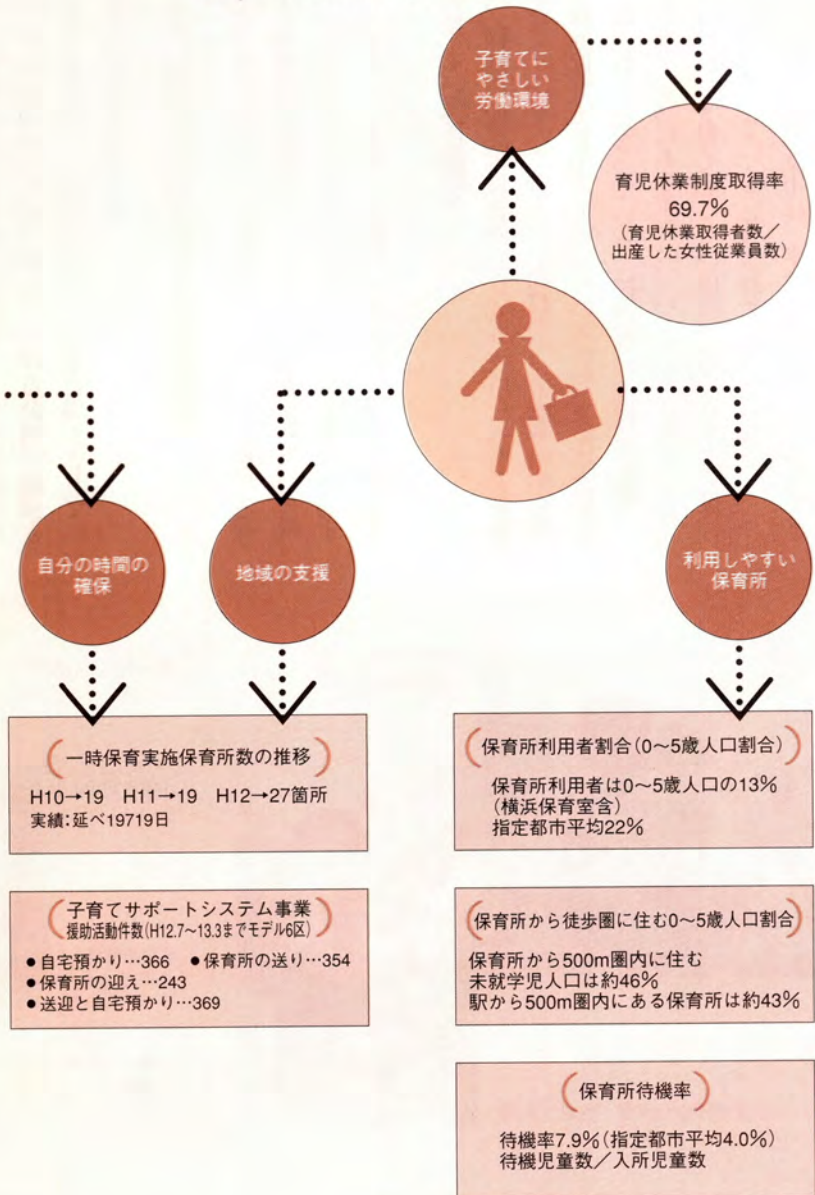 子育てに
やさしい
労働環境
育児休業制度取得率
69.7%
(育児休業取得者数／
出産した女性従業員数)
自分の時間の
確保
地域の支援
利用しやすい
保育所
一時保育実施保育所数の推移
H10→19 H11→19 H12→27箇所
実績：延べ19719日
子育てサポートシステム事業
援助活動件数(H12.7～13.3までモデル6区)
●自宅預かり…366 ●保育所の送り…354
●保育所の迎え…243
●送迎と自宅預かり…369
保育所利用者割合(0～5歳人口割合)
保育所利用者は0～5歳人口の13%
(横浜保育室含)
指定都市平均22%
保育所から徒歩圏に住む0～5歳人口割合
保育所から500m圏内に住む
未就学児人口は約46%
駅から500m圏内にある保育所は約43%
保育所待機率
待機率7.9%(指定都市平均4.0%)
待機児童数／入所児童数